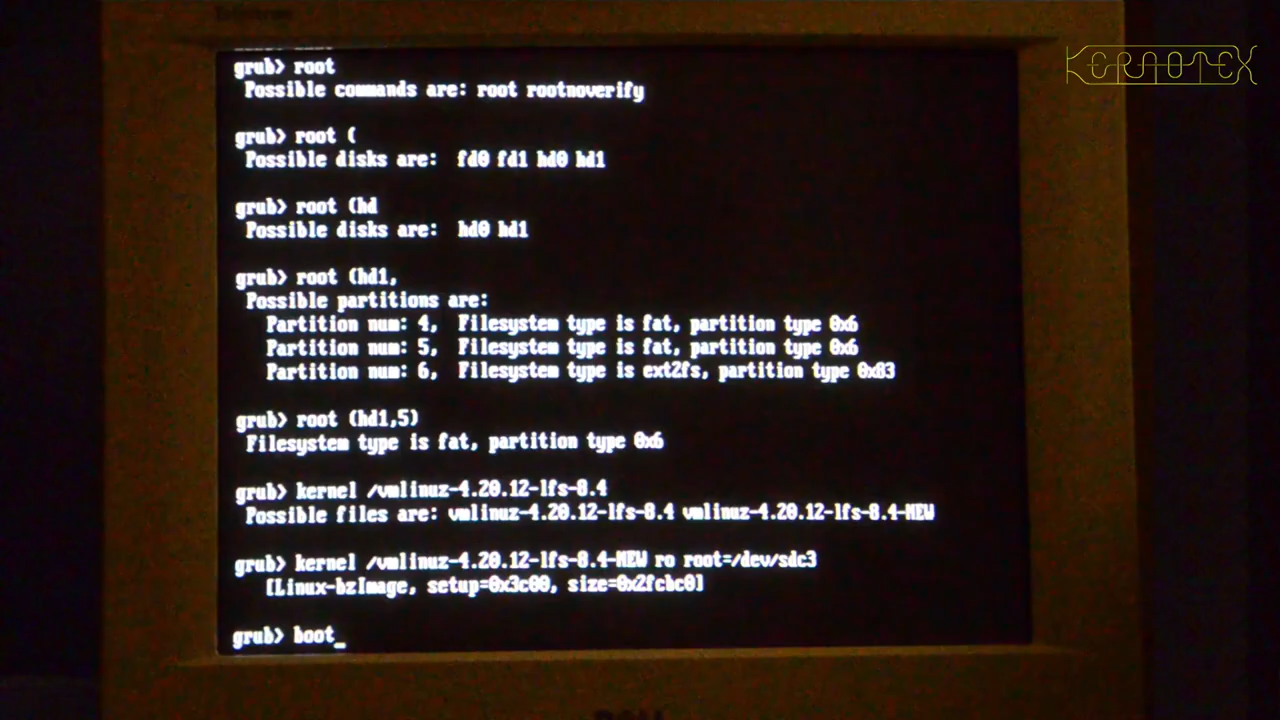 KERNOTEX
grub> root
Possible commands are: root rootnoverify
grub> root (
Possible disks are: fd0 fd1 hd0 hd1
grub> root (hd
Possible disks are: hd0 hd1
grub> root (hd1,
Possible partitions are:
Partition num: 4, Filesystem type is fat, partition type 0x6
Partition num: 5, Filesystem type is fat, partition type 0x6
Partition num: 6, Filesystem type is ext2fs, partition type 0x83
grub> root (hd1,5)
Filesystem type is fat, partition type 0x6
grub> kernel /vmlinuz-4.20.12-lfs-8.4
Possible files are: vmlinuz-4.20.12-lfs-8.4 vmlinuz-4.20.12-lfs-8.4-NEW
grub> kernel /vmlinuz-4.20.12-lfs-8.4-NEW ro root=/dev/sdc3
[Linux-bzImage, setup=0x3c00, size=0x2fcbc0]
grub> boot_